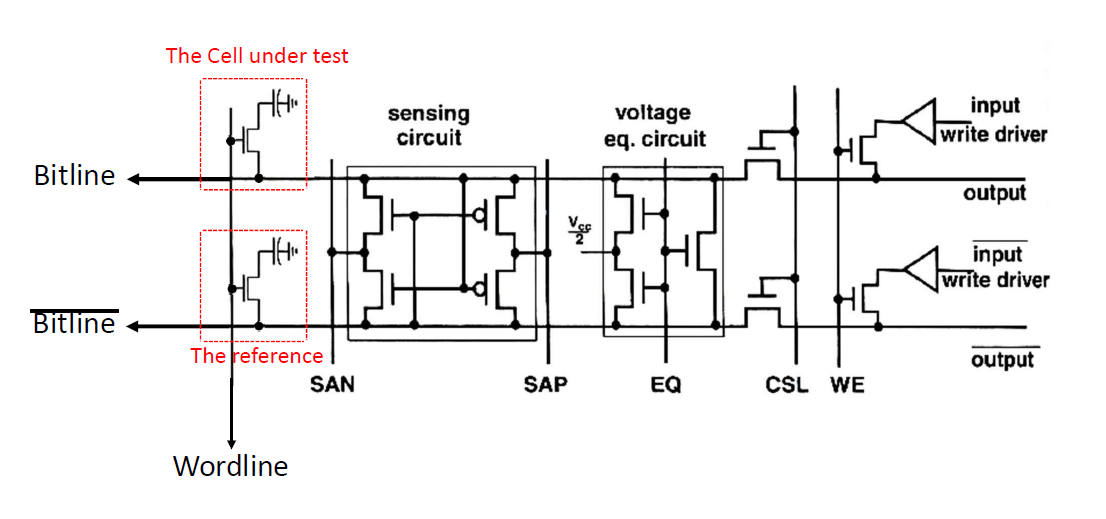 The Cell under test
sensing
circuit
voltage
eq. circuit
input
write driver
Bitline
output
Vcc
2
input
write driver
Bitline
The reference
output
SAN
SAP
EQ
CSL
WE
Wordline